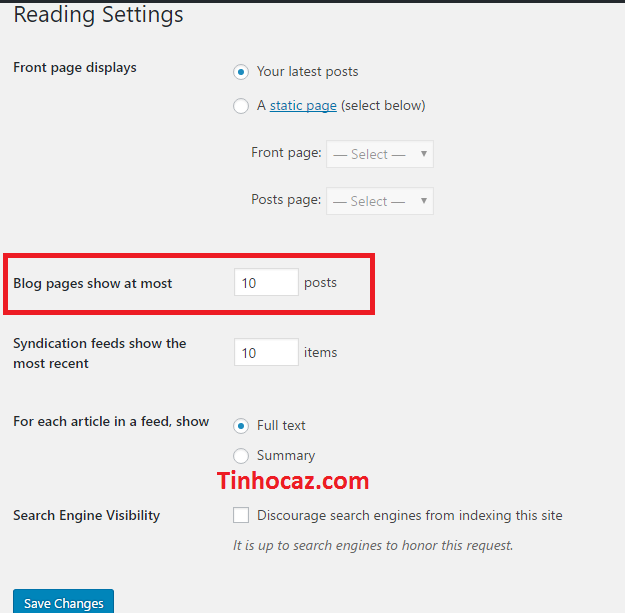 Reading Settings
Front page displays
Your latest posts
A static page (select below)
Front page: — Select —
Posts page: — Select —
Blog pages show at most 10 posts
Syndication feeds show the
most recent
10 items
For each article in a feed, show
Full text
Summary
Tinhocaz.com
Search Engine Visibility
Discourage search engines from indexing this site
It is up to search engines to honor this request.
Save Changes